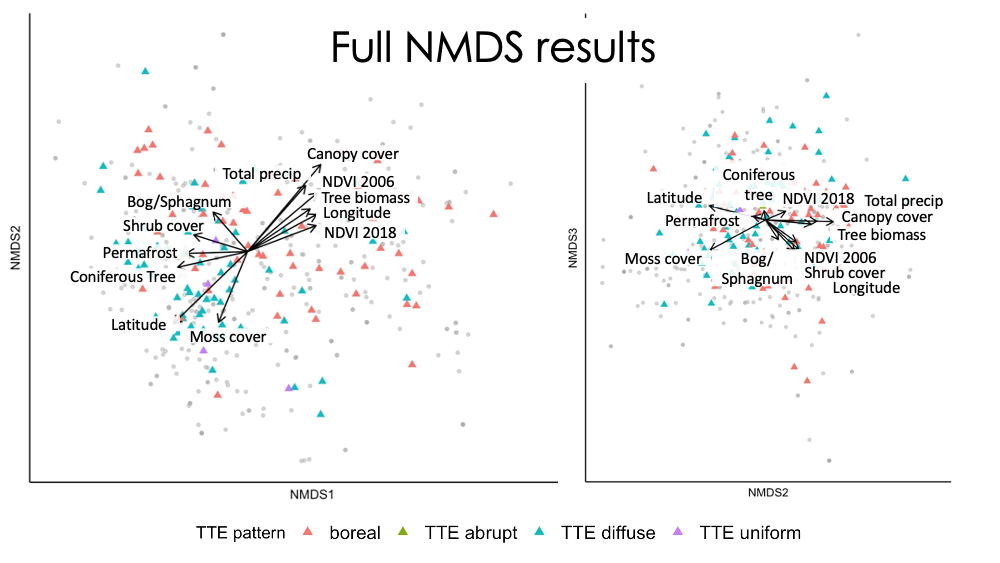 Full NMDS results
Canopy cover
Total precip
NDVI 2006
Tree biomass
Longitude
NDVI 2018
Bog/Sphagnum
Shrub cover
Permafrost
Coniferous Tree
Latitude
Moss cover
NMDS2
NMDS1
Coniferous
tree
Latitude
NDVI 2018
Total precip
Permafrost
Canopy cover
Tree biomass
Moss cover
Bog/
Sphagnum
NDVI 2006
Shrub cover
Longitude
NMDS3
NMDS2
TTE pattern boreal TTE abrupt TTE diffuse TTE uniform